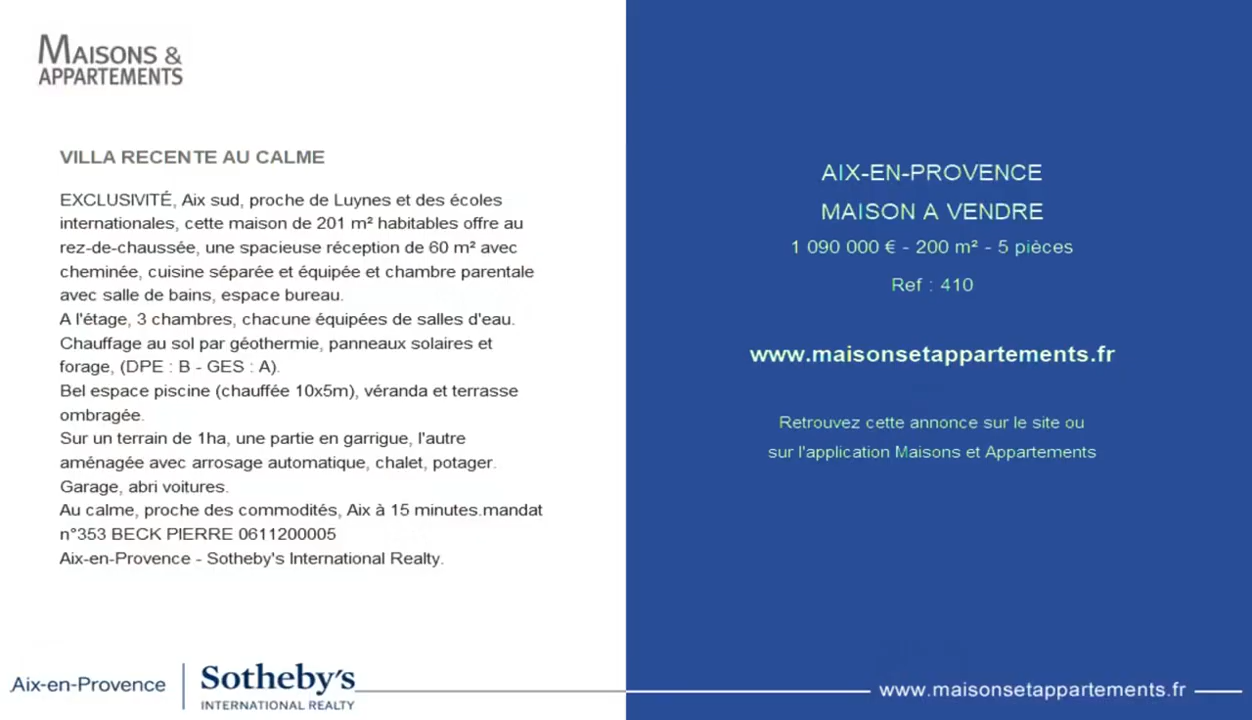 MAISONS &
APPARTEMENTS
VILLA RECENTE AU CALME
EXCLUSIVITÉ, Aix sud, proche de Luynes et des écoles
internationales, cette maison de 201 m² habitables offre au
rez-de-chaussée, une spacieuse réception de 60 m² avec
cheminée, cuisine séparée et équipée et chambre parentale
avec salle de bains, espace bureau.
A l'étage, 3 chambres, chacune équipées de salles d'eau.
Chauffage au sol par géothermie, panneaux solaires et
forage, (DPE : B - GES : A).
Bel espace piscine (chauffée 10x5m), véranda et terrasse
ombragée.
Sur un terrain de 1ha, une partie en garrigue, l'autre
aménagée avec arrosage automatique, chalet, potager.
Garage, abri voitures.
Au calme, proche des commodités, Aix à 15 minutes.mandat
n°353 BECK PIERRE 0611200005
Aix-en-Provence - Sotheby's International Realty.
Aix-en-Provence
Sotheby's
INTERNATIONAL REALTY
AIX-EN-PROVENCE
MAISON A VENDRE
1 090 000 € - 200 m² - 5 pièces
Ref : 410
www.maisonsetappartements.fr
Retrouvez cette annonce sur le site ou
sur l'application Maisons et Appartements
www.maisonsetappartements.fr